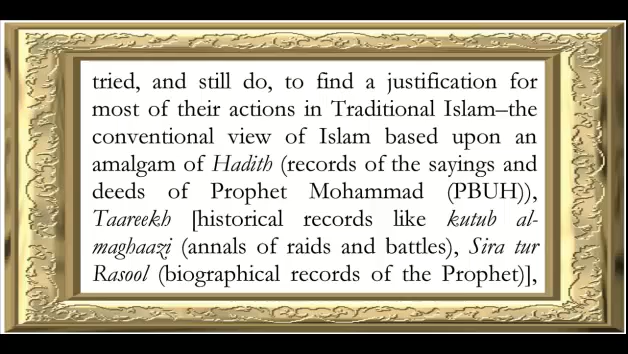 tried, and still do, to find a justification for
most of their actions in Traditional Islam–the
conventional view of Islam based upon an
amalgam of Hadith (records of the sayings and
deeds of Prophet Mohammad (PBUH)),
Taareekh [historical records like kutub al-
maghaazi (annals of raids and battles), Sira tur
Rasool (biographical records of the Prophet)],